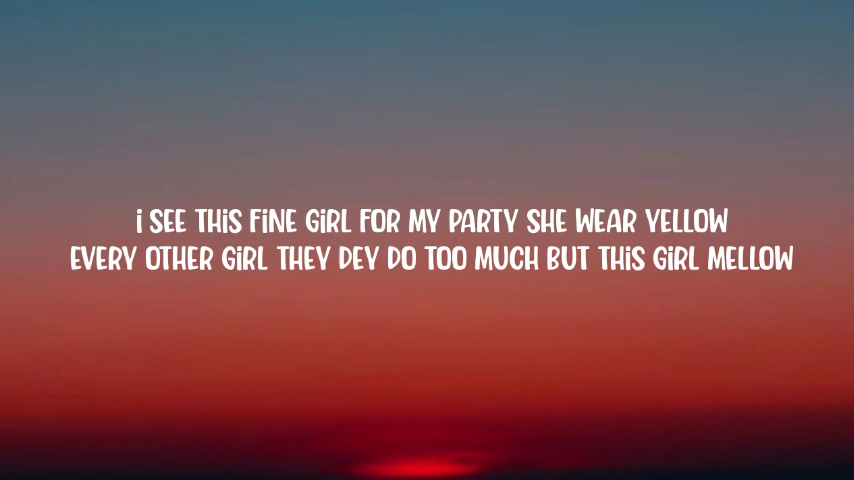 I SEE THIS FINE GIRL FOR MY PARTY SHE WEAR YELLOW
EVERY OTHER GIRL THEY DEY DO TOO MUCH BUT THIS GIRL MELLOW